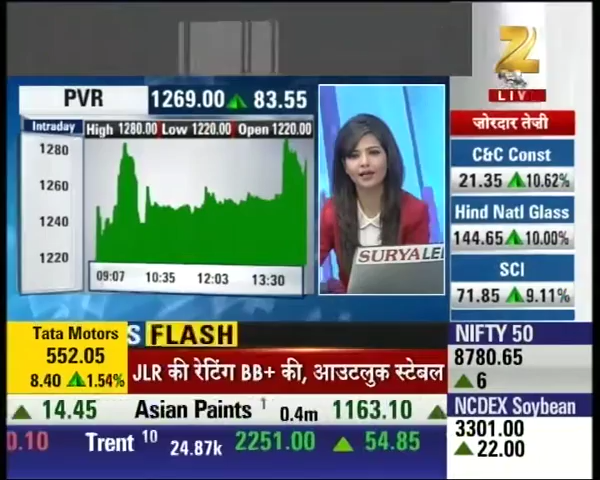 Z
LIVE
PVR 1269.00 83.55
Intraday High 1280.00 Low 1220.00 Open 1220.00
1280
1260
1240
1220
09:07 10:35 12:03 13:30
SURYA
जोरदार तेजी
C&C Const
21.35 10.62%
Hind Natl Glass
144.65 10.00%
SCI
71.85 9.11%
Tata Motors
552.05
8.40 1.54%
S FLASH
JLR की रेटिंग BB+ की, आउटलुक स्टेबल
NIFTY 50
8780.65
6
14.45 Asian Paints 1 0.4m 1163.10
NCDEX Soybean
3301.00
22.00
0.10 Trent 10 24.87k 2251.00 54.85